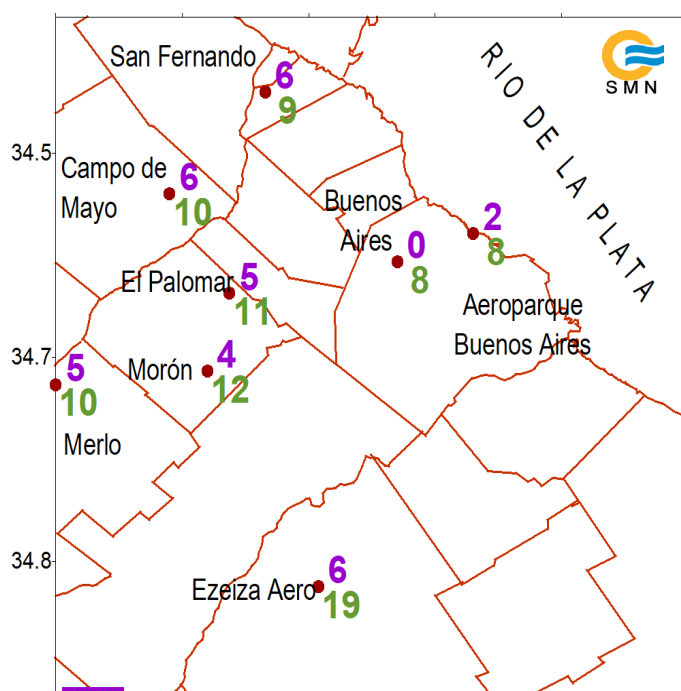 San Fernando
6
9
SMN
RIO DE LA PLATA
34.5
Campo de
Mayo
6
10
Buenos
Aires
0
8
2
8
El Palomar
5
11
Aeroparque
Buenos Aires
34.7
Morón
4
12
5
10
Merlo
34.8
Ezeiza Aero
6
19